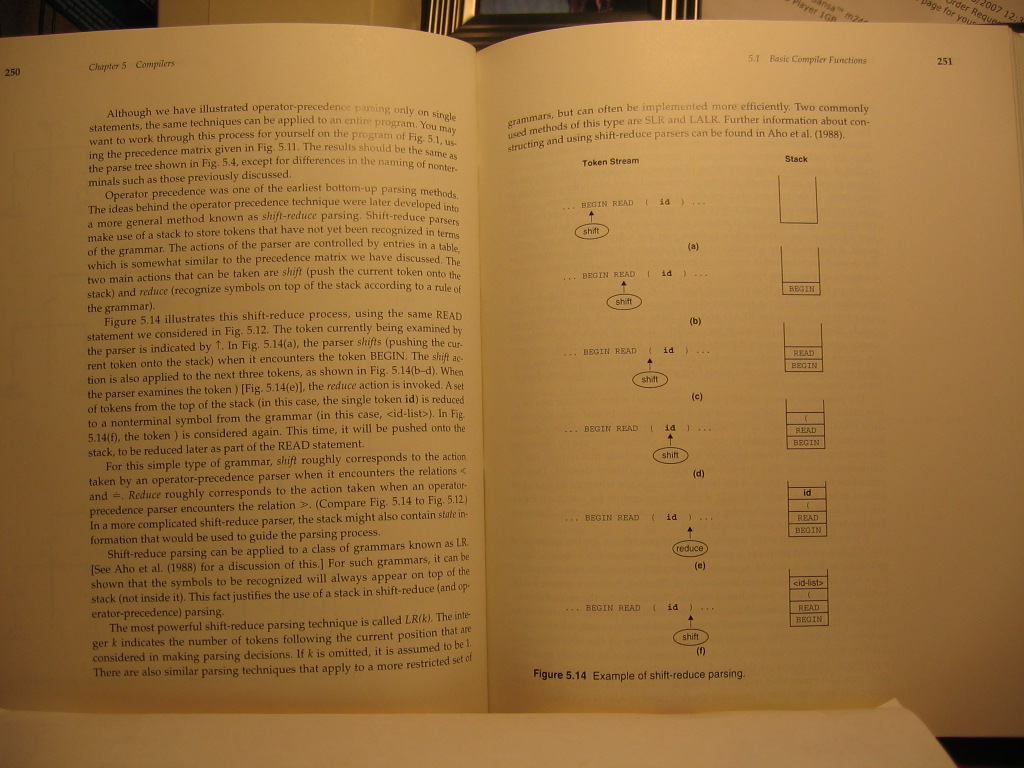 250
Chapter 5 Compilers
Although we have illustrated operator-precedence parsing only on single
statements, the same techniques can be applied to an entire program. You may
want to work through this process for yourself on the program of Fig. 5.1, us-
ing the precedence matrix given in Fig. 5.11. The results should be the same as
the parse tree shown in Fig. 5.4, except for differences in the naming of nonter-
minals such as those previously discussed.
Operator precedence was one of the earliest bottom-up parsing methods.
The ideas behind the operator precedence technique were later developed into
a more general method known as shift-reduce parsing. Shift-reduce parsers
make use of a stack to store tokens that have not yet been recognized in terms
of the grammar. The actions of the parser are controlled by entries in a table,
which is somewhat similar to the precedence matrix we have discussed. The
two main actions that can be taken are shift (push the current token onto the
stack) and reduce (recognize symbols on top of the stack according to a rule of
the grammar).
Figure 5.14 illustrates this shift-reduce process, using the same READ
statement we considered in Fig. 5.12. The token currently being examined by
the parser is indicated by ↑. In Fig. 5.14(a), the parser shifts (pushing the cur-
rent token onto the stack) when it encounters the token BEGIN. The shift ac-
tion is also applied to the next three tokens, as shown in Fig. 5.14(b–d). When
the parser examines the token ) [Fig. 5.14(e)], the reduce action is invoked. A set
of tokens from the top of the stack (in this case, the single token id) is reduced
to a nonterminal symbol from the grammar (in this case, <id-list>). In Fig.
5.14(f), the token ) is considered again. This time, it will be pushed onto the
stack, to be reduced later as part of the READ statement.
For this simple type of grammar, shift roughly corresponds to the action
taken by an operator-precedence parser when it encounters the relations ⋖
and ≐. Reduce roughly corresponds to the action taken when an operator-
precedence parser encounters the relation ⋗. (Compare Fig. 5.14 to Fig. 5.12.)
In a more complicated shift-reduce parser, the stack might also contain state in-
formation that would be used to guide the parsing process.
Shift-reduce parsing can be applied to a class of grammars known as LR.
[See Aho et al. (1988) for a discussion of this.] For such grammars, it can be
shown that the symbols to be recognized will always appear on top of the
stack (not inside it). This fact justifies the use of a stack in shift-reduce (and op-
erator-precedence) parsing.
The most powerful shift-reduce parsing technique is called LR(k). The inte-
ger k indicates the number of tokens following the current position that are
considered in making parsing decisions. If k is omitted, it is assumed to be 1.
There are also similar parsing techniques that apply to a more restricted set of
5.1 Basic Compiler Functions
251
grammars, but can often be implemented more efficiently. Two commonly
used methods of this type are SLR and LALR. Further information about con-
structing and using shift-reduce parsers can be found in Aho et al. (1988).
Token Stream
Stack
... BEGIN READ ( id ) ...
shift
(a)
... BEGIN READ ( id ) ...
shift
BEGIN
(b)
... BEGIN READ ( id ) ...
shift
READ
BEGIN
(c)
... BEGIN READ ( id ) ...
shift
(
READ
BEGIN
(d)
... BEGIN READ ( id ) ...
reduce
id
(
READ
BEGIN
(e)
... BEGIN READ ( id ) ...
shift
<id-list>
(
READ
BEGIN
(f)
Figure 5.14 Example of shift-reduce parsing.
Player 1GB
/2007 12:
Order Reque
page for your